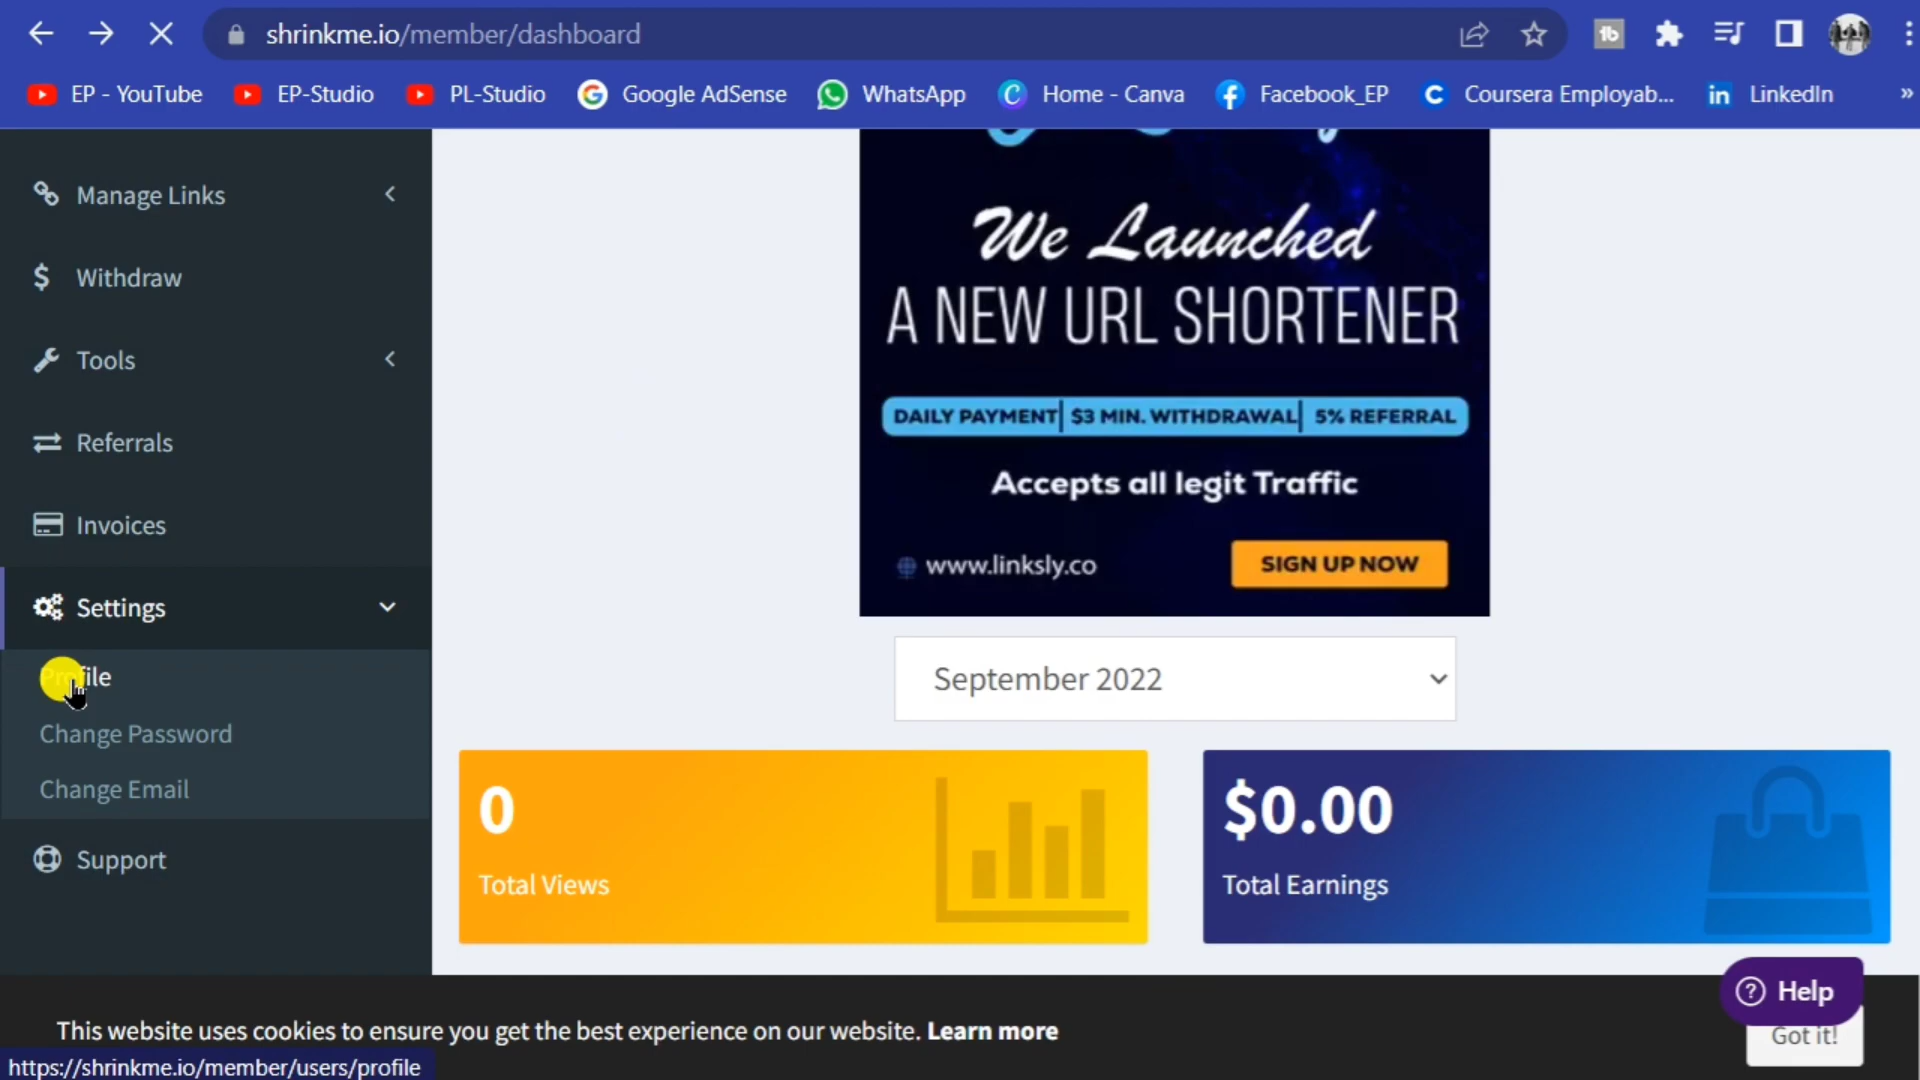 shrinkme.io/member/dashboard
EP - YouTube
EP-Studio
PL-Studio
Google AdSense
WhatsApp
Home - Canva
Facebook_EP
Coursera Employab...
LinkedIn
»
Manage Links
Withdraw
Tools
Referrals
Invoices
Settings
Profile
Change Password
Change Email
Support
We Launched
A NEW URL SHORTENER
DAILY PAYMENT| $3 MIN. WITHDRAWAL| 5% REFERRAL
Accepts all legit Traffic
www.linksly.co
SIGN UP NOW
September 2022
0
Total Views
$0.00
Total Earnings
Help
This website uses cookies to ensure you get the best experience on our website. Learn more
Got it!
https://shrinkme.io/member/users/profile